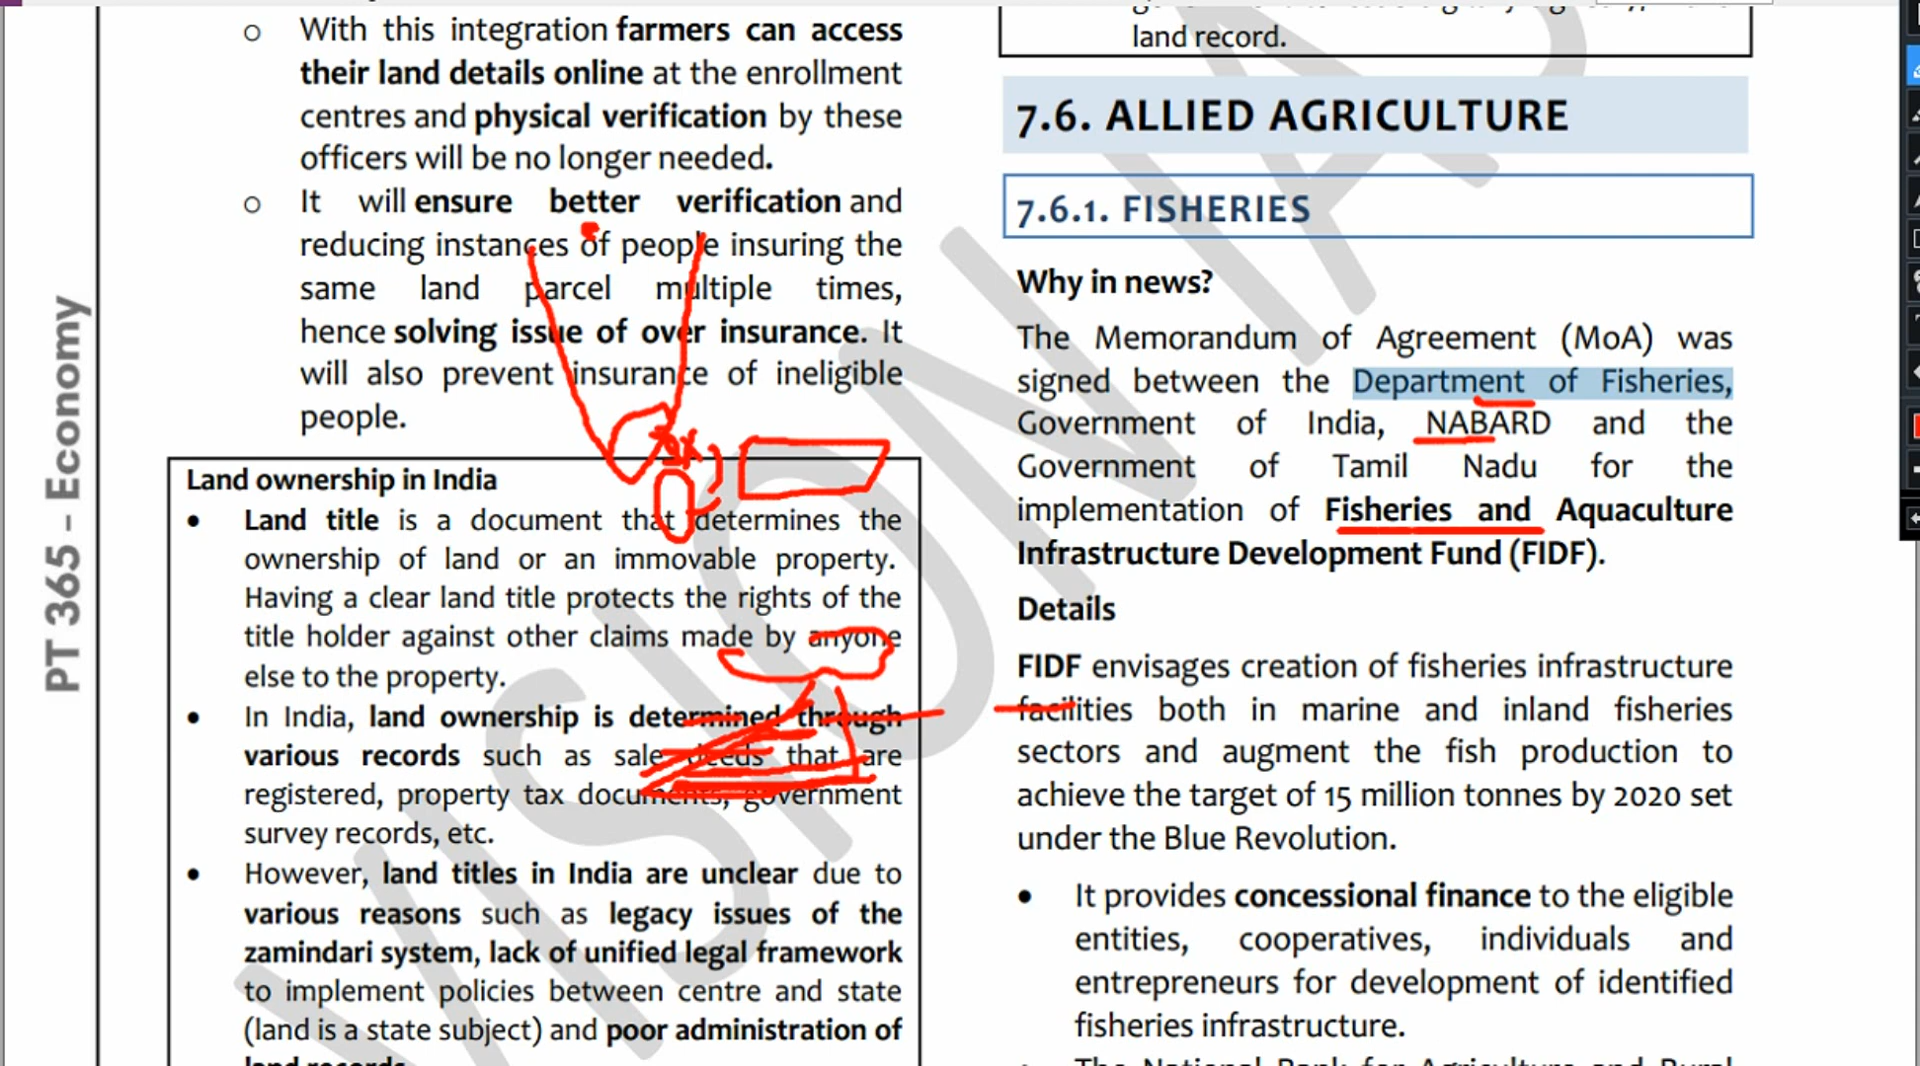 With this integration farmers can access
their land details online at the enrollment
centres and physical verification by these
officers will be no longer needed.
It will ensure better verification and
reducing instances of people insuring the
same land parcel multiple times,
hence solving issue of over insurance. It
will also prevent insurance of ineligible
people.
Land ownership in India
Land title is a document that determines the
ownership of land or an immovable property.
Having a clear land title protects the rights of the
title holder against other claims made by anyone
else to the property.
In India, land ownership is determined through
various records such as sale deeds that are
registered, property tax documents, government
survey records, etc.
However, land titles in India are unclear due to
various reasons such as legacy issues of the
zamindari system, lack of unified legal framework
to implement policies between centre and state
(land is a state subject) and poor administration of
land records
land record.
7.6. ALLIED AGRICULTURE
7.6.1. FISHERIES
Why in news?
The Memorandum of Agreement (MoA) was
signed between the Department of Fisheries,
Government of India, NABARD and the
Government of Tamil Nadu for the
implementation of Fisheries and Aquaculture
Infrastructure Development Fund (FIDF).
Details
FIDF envisages creation of fisheries infrastructure
facilities both in marine and inland fisheries
sectors and augment the fish production to
achieve the target of 15 million tonnes by 2020 set
under the Blue Revolution.
It provides concessional finance to the eligible
entities, cooperatives, individuals and
entrepreneurs for development of identified
fisheries infrastructure.
The National Bank for Agriculture and Rural
PT 365 - Economy
VISION IAS